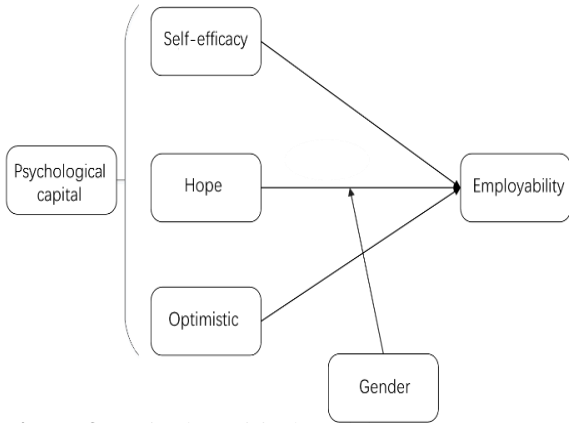 Self-efficacy
Psychological
capital
Hope
Employability
Optimistic
Gender